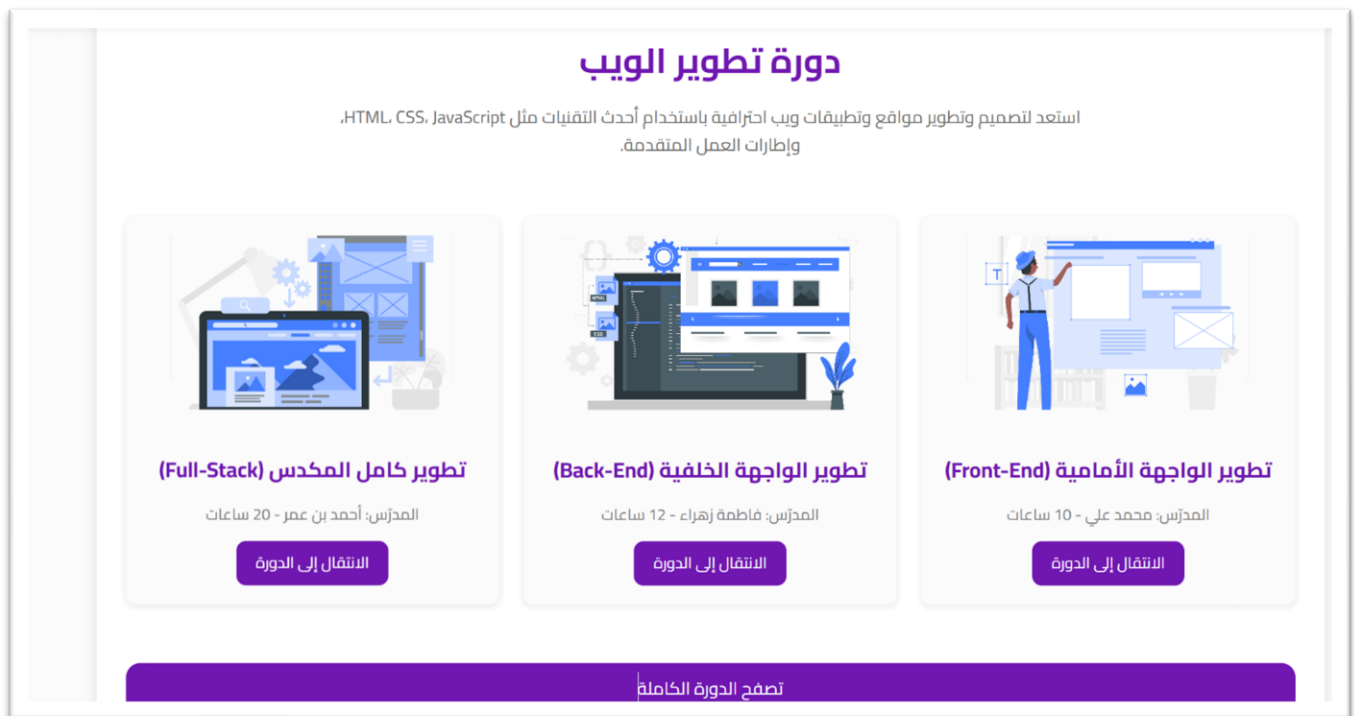 دورة تطوير الويب
استعد لتصميم وتطوير مواقع وتطبيقات ويب احترافية باستخدام أحدث التقنيات مثل HTML، CSS، JavaScript،
وإطارات العمل المتقدمة.
T
تطوير الواجهة الأمامية (Front-End)
المدرّس: محمد علي - 10 ساعات
الانتقال إلى الدورة
HTML
CSS
تطوير الواجهة الخلفية (Back-End)
المدرّس: فاطمة زهراء - 12 ساعات
الانتقال إلى الدورة
تطوير كامل المكدس (Full-Stack)
المدرّس: أحمد بن عمر - 20 ساعات
الانتقال إلى الدورة
تصفح الدورة الكاملة